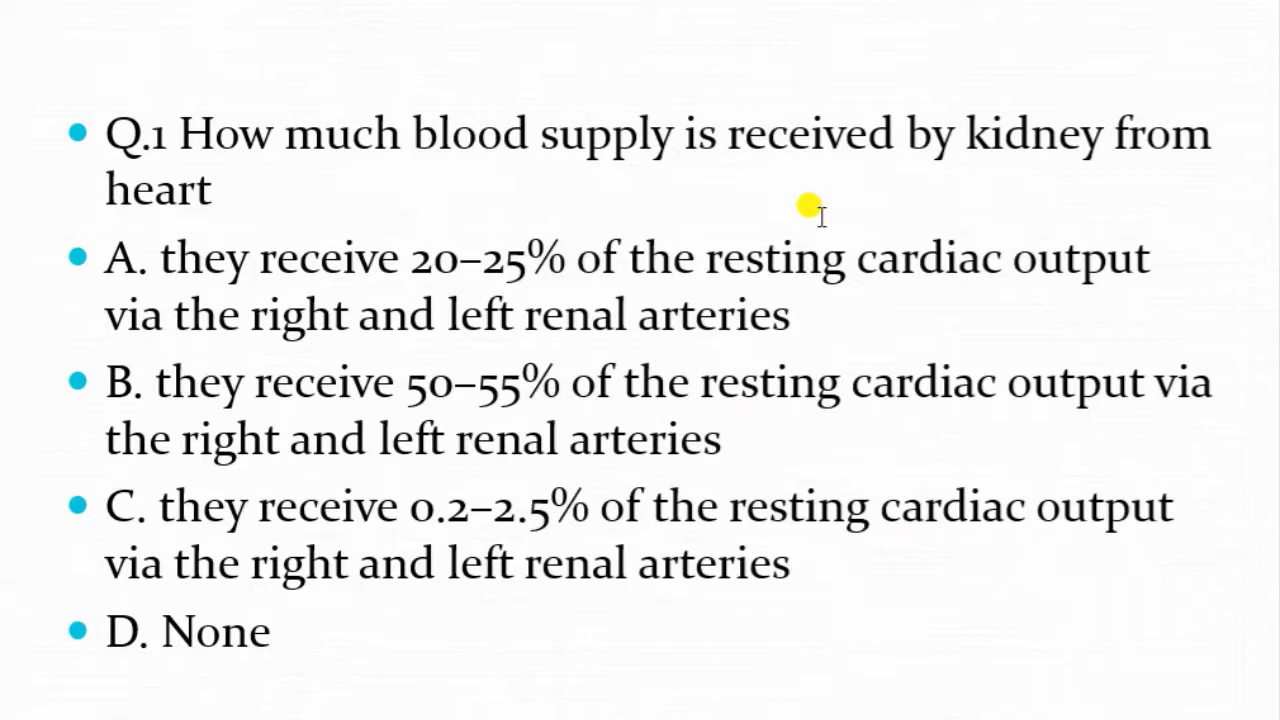 Q.1 How much blood supply is received by kidney from
heart
A. they receive 20–25% of the resting cardiac output
via the right and left renal arteries
B. they receive 50–55% of the resting cardiac output via
the right and left renal arteries
C. they receive 0.2–2.5% of the resting cardiac output
via the right and left renal arteries
D. None